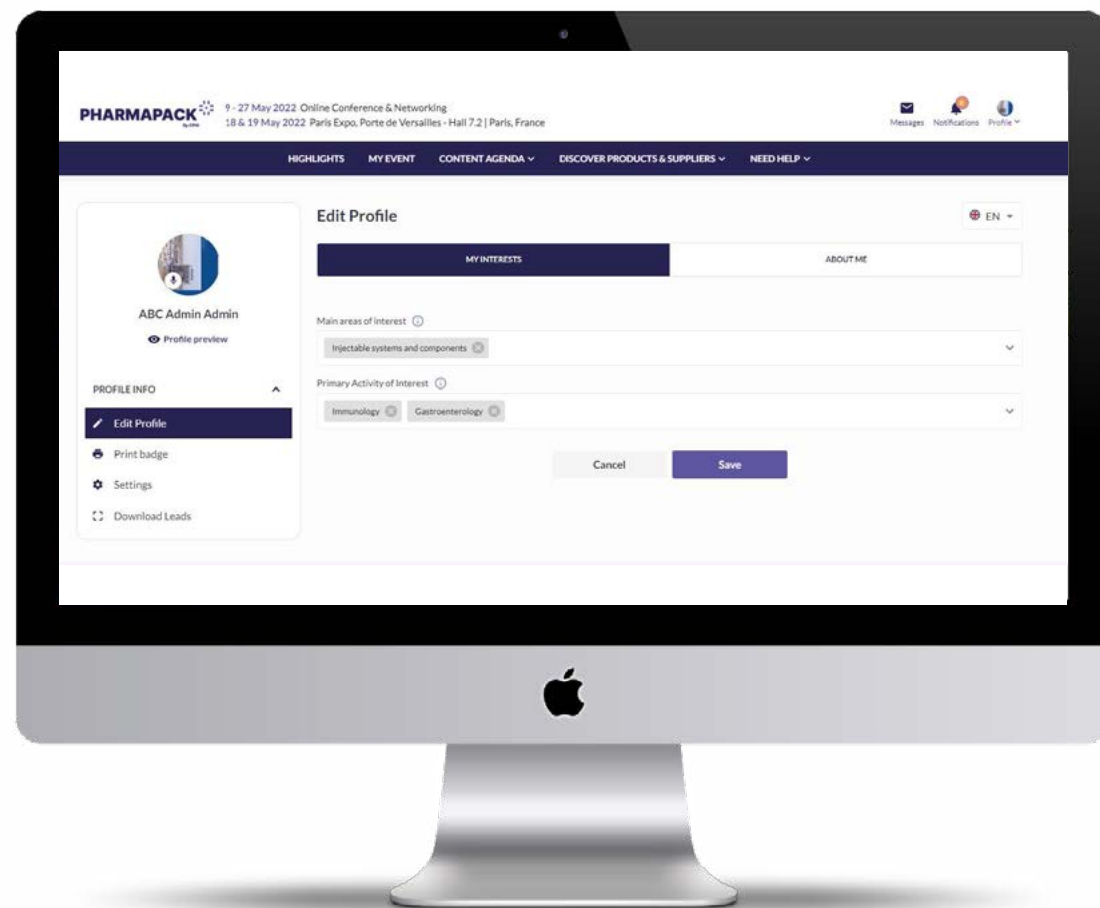 PHARMAPACK
9 - 27 May 2022 Online Conference & Networking
18 & 19 May 2022 Paris Expo, Porte de Versailles - Hall 7.2 | Paris, France
Messages Notifications Profile
HIGHLIGHTS MY EVENT CONTENT AGENDA DISCOVER PRODUCTS & SUPPLIERS NEED HELP
ABC Admin Admin
Profile preview
PROFILE INFO
Edit Profile
Print badge
Settings
Download Leads
Edit Profile
EN
MY INTERESTS ABOUT ME
Main areas of interest
Injectable systems and components
Primary Activity of Interest
Immunology Gastroenterology
Cancel Save